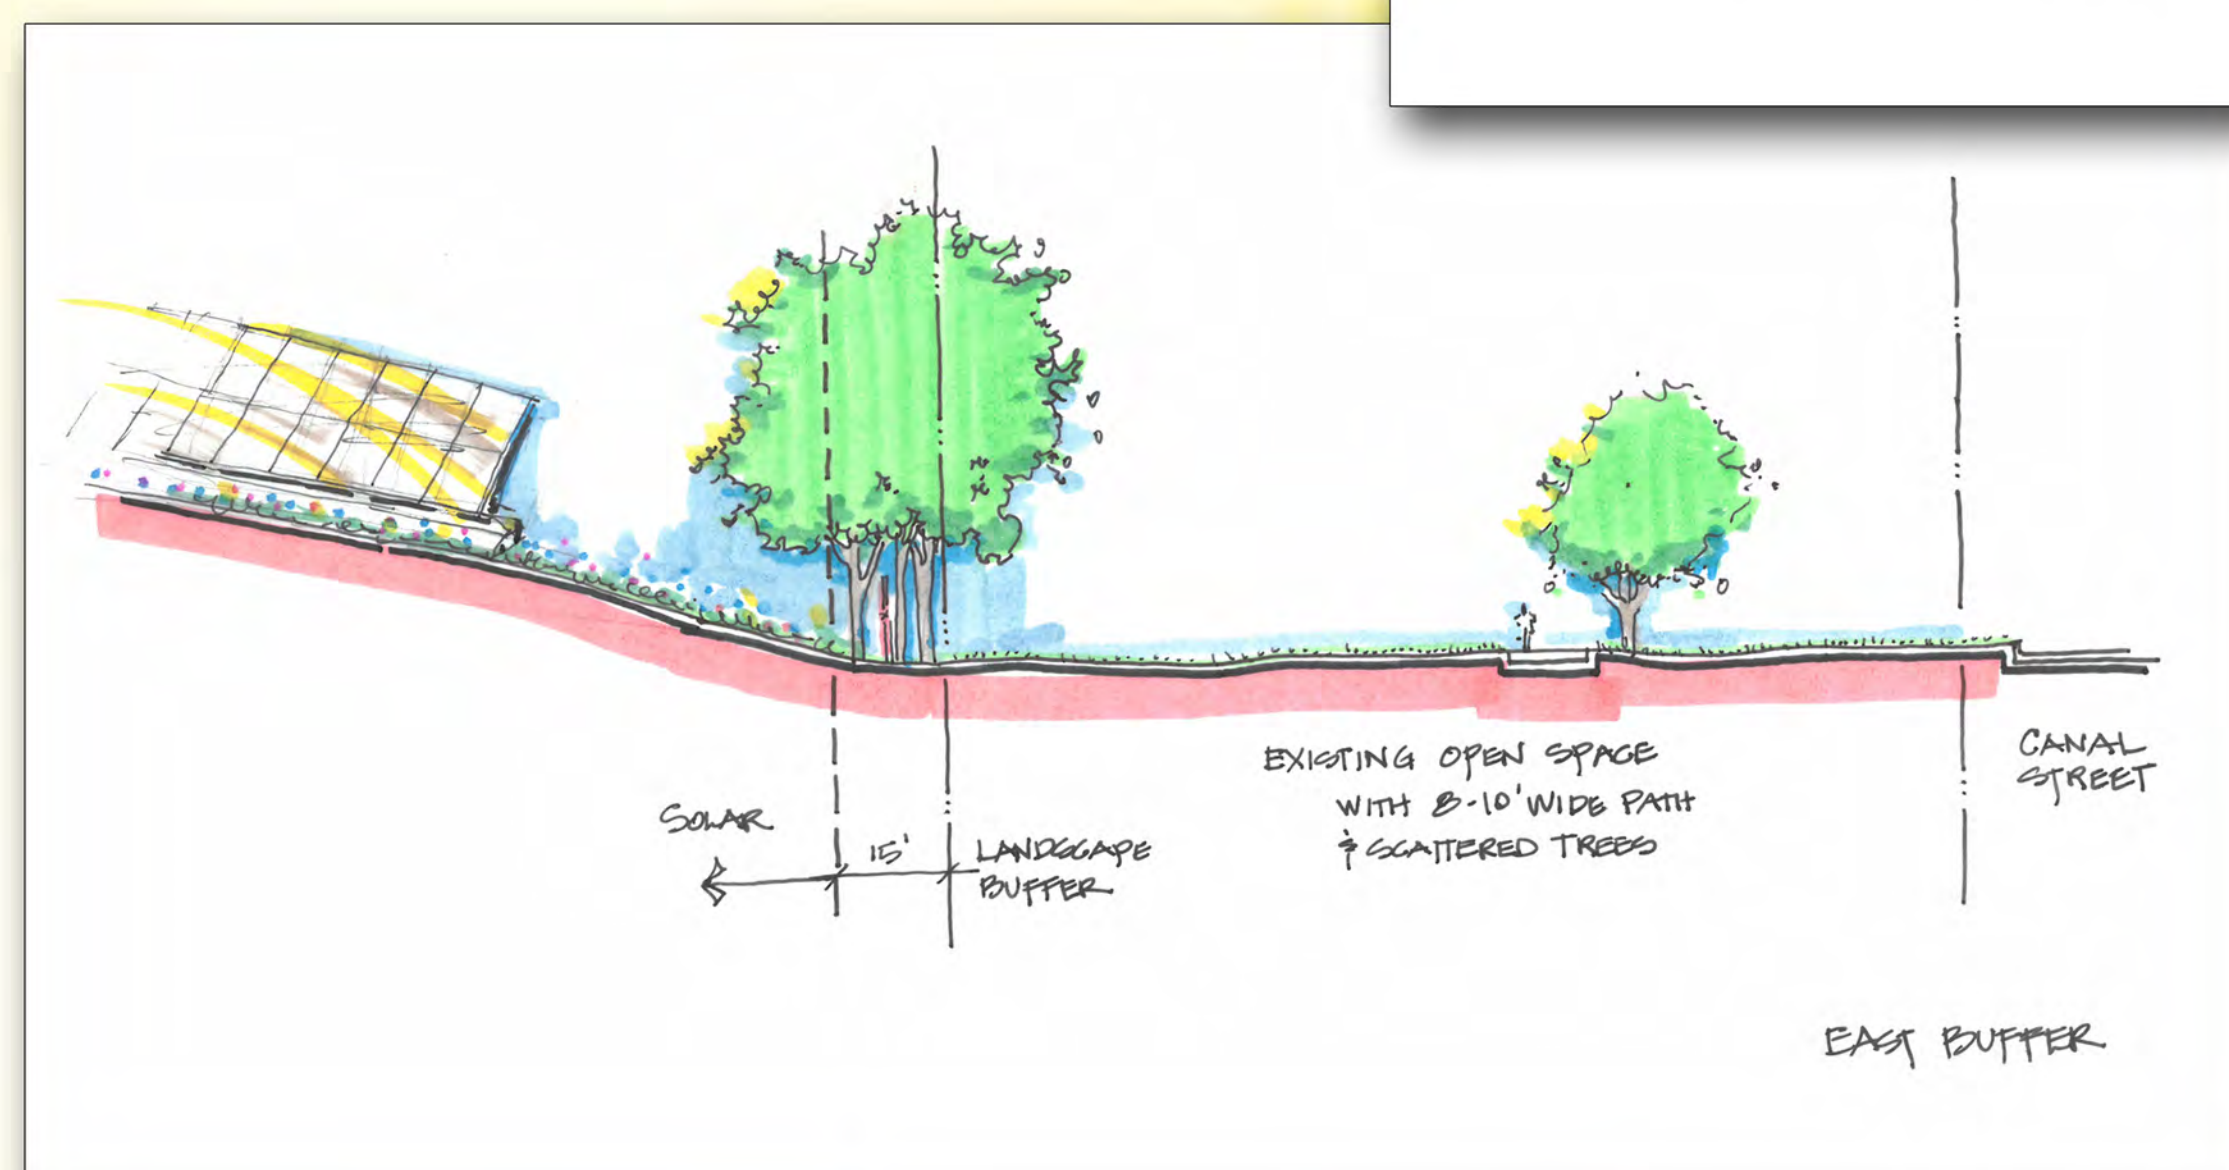 EXISTING OPEN SPACE
WITH 8-10' WIDE PATH
& SCATTERED TREES
CANAL
STREET
SOLAR
15'
LANDSCAPE
BUFFER
EAST BUFFER